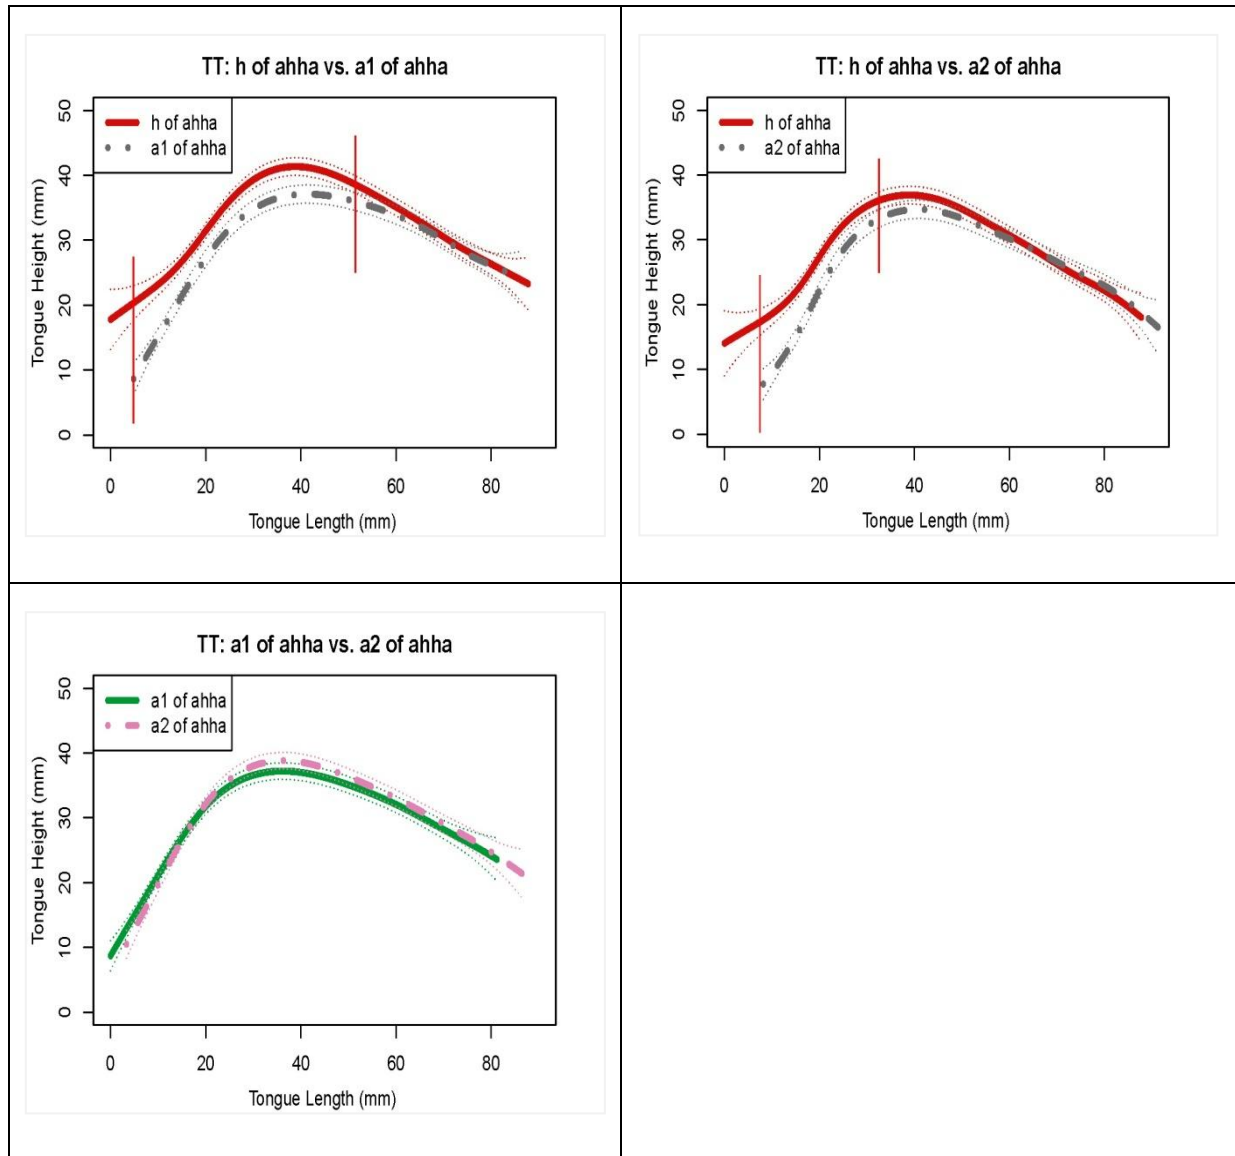 TT: h of ahha vs. a1 of ahha
h of ahha
a1 of ahha
50
40
30
20
10
0
Tongue Height (mm)
0 20 40 60 80
Tongue Length (mm)
TT: h of ahha vs. a2 of ahha
h of ahha
a2 of ahha
50
40
30
20
10
0
Tongue Height (mm)
0 20 40 60 80
Tongue Length (mm)
TT: a1 of ahha vs. a2 of ahha
a1 of ahha
a2 of ahha
50
40
30
20
10
0
Tongue Height (mm)
0 20 40 60 80
Tongue Length (mm)